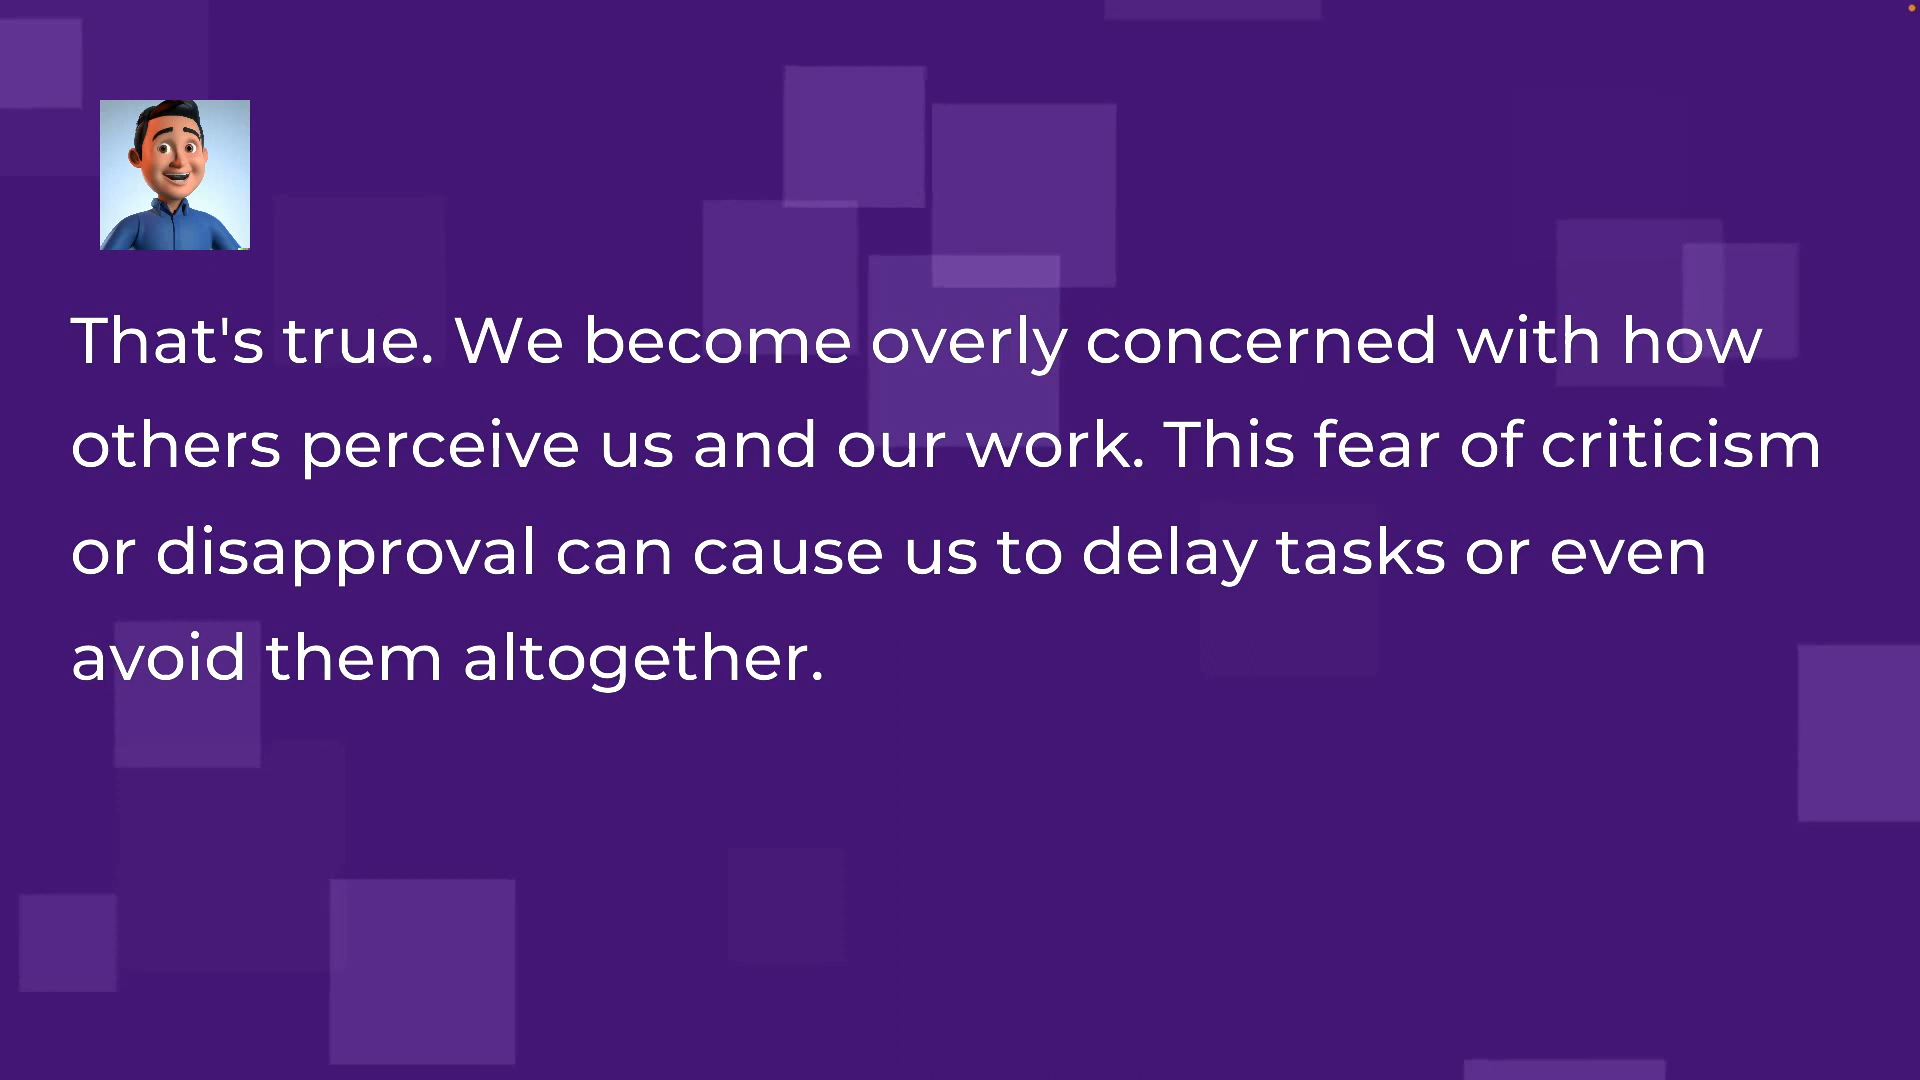 That's true. We become overly concerned with how
others perceive us and our work. This fear of criticism
or disapproval can cause us to delay tasks or even
avoid them altogether.